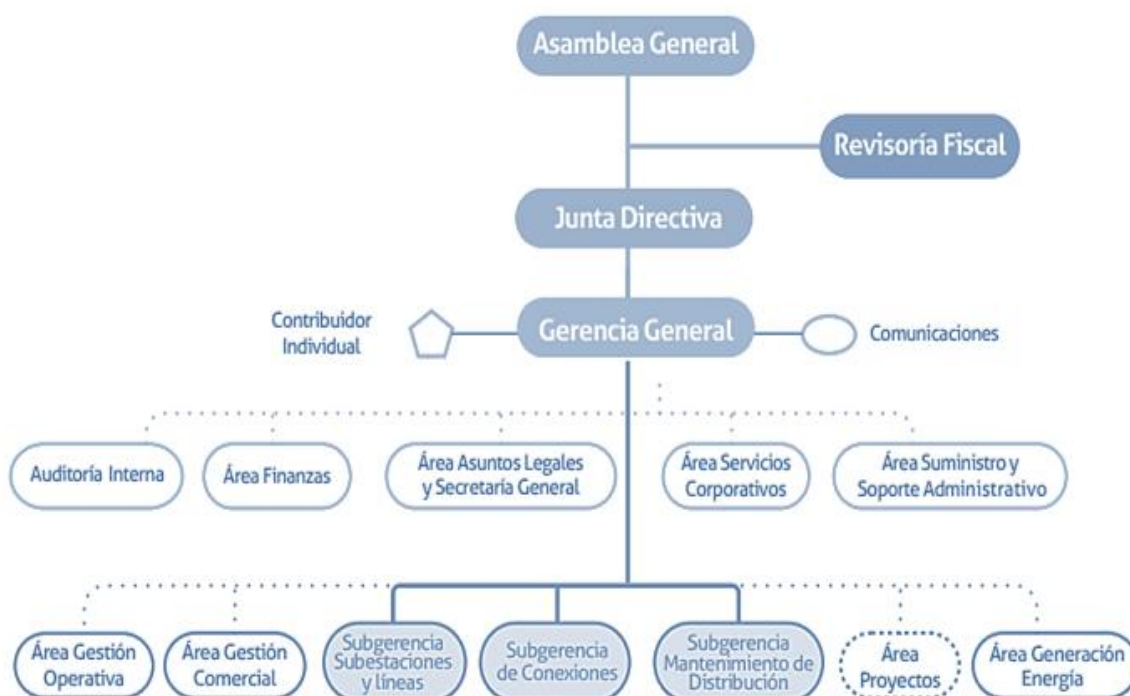 Asamblea General
Revisoría Fiscal
Junta Directiva
Contribuidor
Individual
Gerencia General
Comunicaciones
Auditoría Interna
Área Finanzas
Área Asuntos Legales
y Secretaría General
Área Servicios
Corporativos
Área Suministro y
Soporte Administrativo
Área Gestión
Operativa
Área Gestión
Comercial
Subgerencia
Subestaciones
y líneas
Subgerencia
de Conexiones
Subgerencia
Mantenimiento de
Distribución
Área
Proyectos
Área Generación
Energía